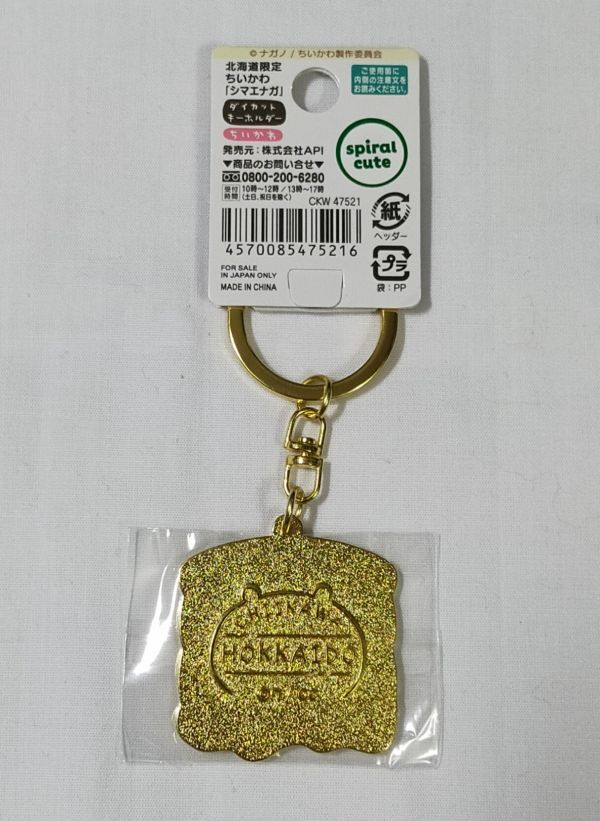 ©ナガノ / ちいかわ製作委員会
北海道限定
ちいかわ
「シマエナガ」
ダイカット
キーホルダー
ちいかわ
発売元：株式会社API
▼商品のお問い合せ▼
0800-200-6280
受付時間 10時～12時 / 13時～17時
(土日、祝日を除く)
ご使用前に
内側の注意文を
お読みください。
spiral
cute
CKW 47521
紙
ヘッダー
プラ
袋：PP
4570085475216
FOR SALE
IN JAPAN ONLY
MADE IN CHINA
CHIIKAWA
HOKKAIDO